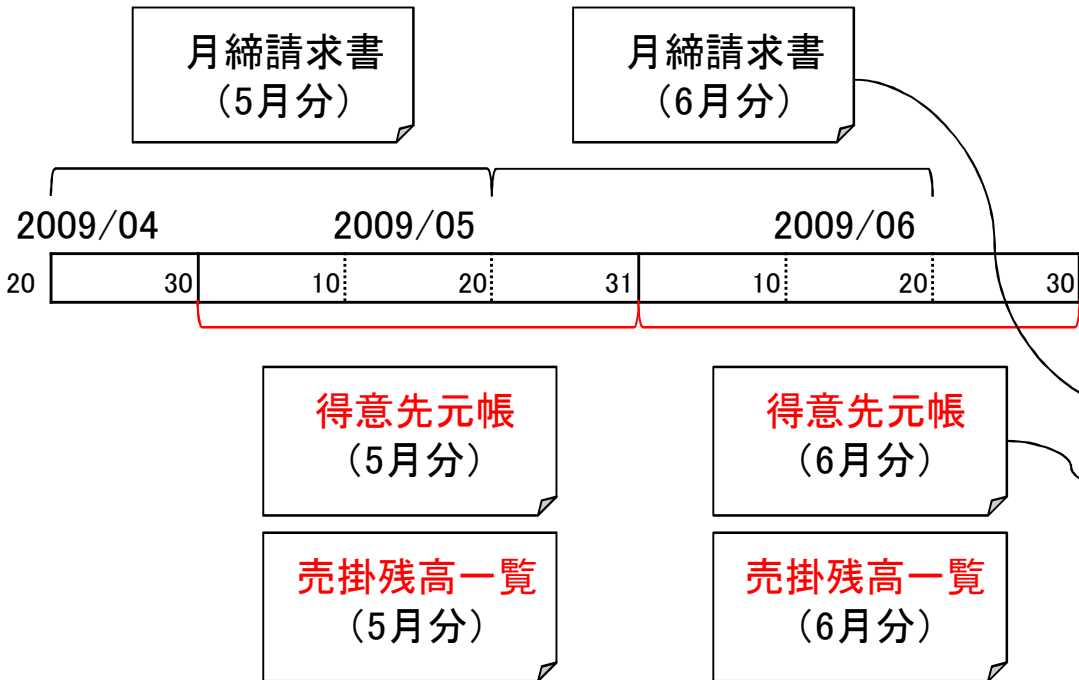 月締請求書
(5月分)
月締請求書
(6月分)
2009/04
2009/05
2009/06
20
30
10
20
31
10
20
30
得意先元帳
(5月分)
得意先元帳
(6月分)
売掛残高一覧
(5月分)
売掛残高一覧
(6月分)